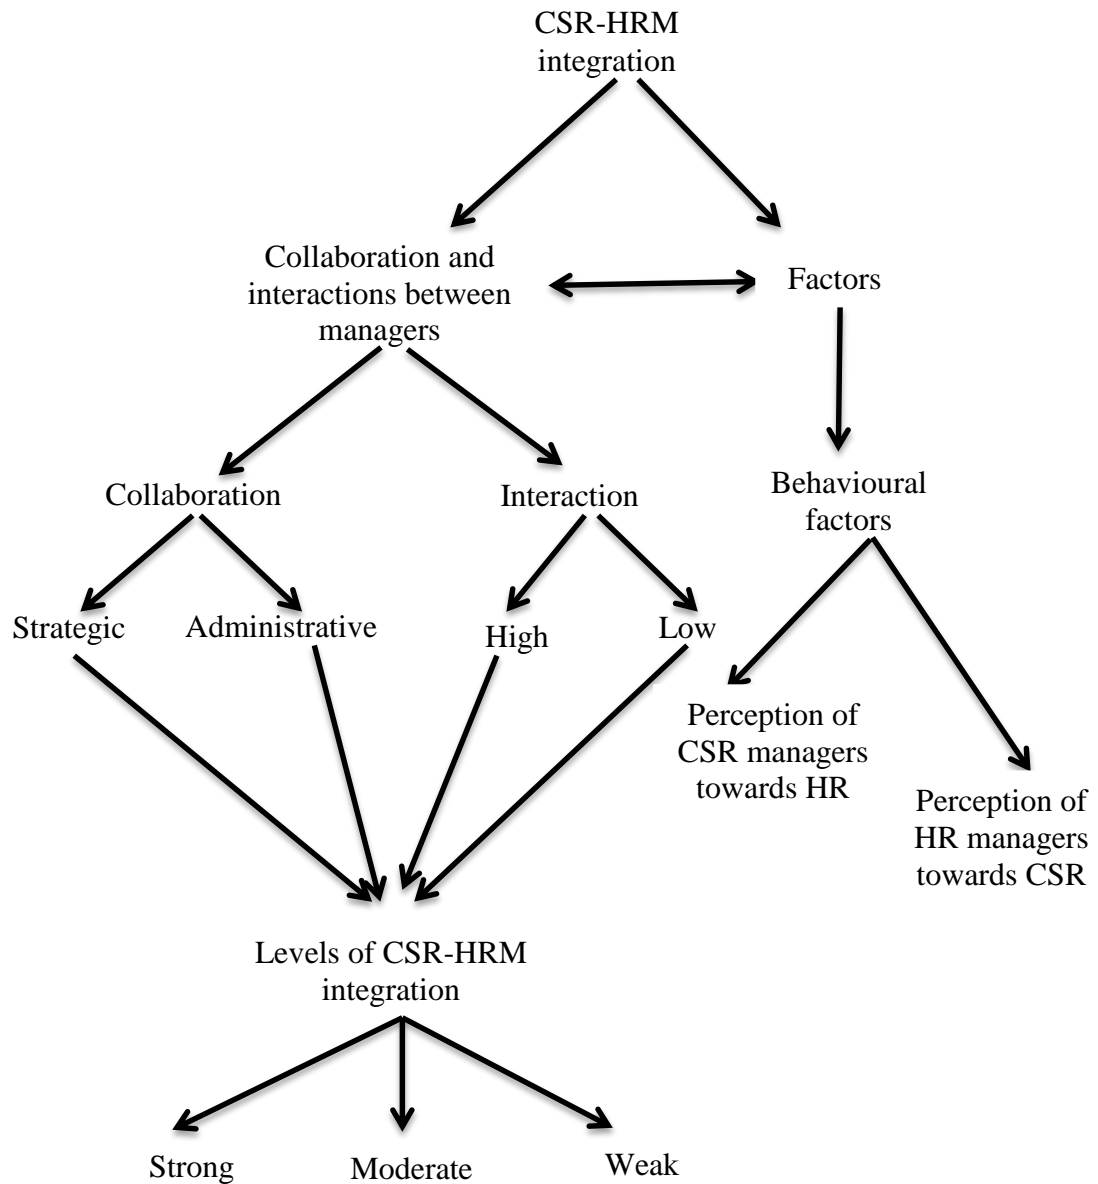 CSR-HRM
integration
Collaboration and
interactions between
managers
Factors
Collaboration
Interaction
Behavioural
factors
Strategic
Administrative
High
Low
Perception of
CSR managers
towards HR
Perception of
HR managers
towards CSR
Levels of CSR-HRM
integration
Strong
Moderate
Weak